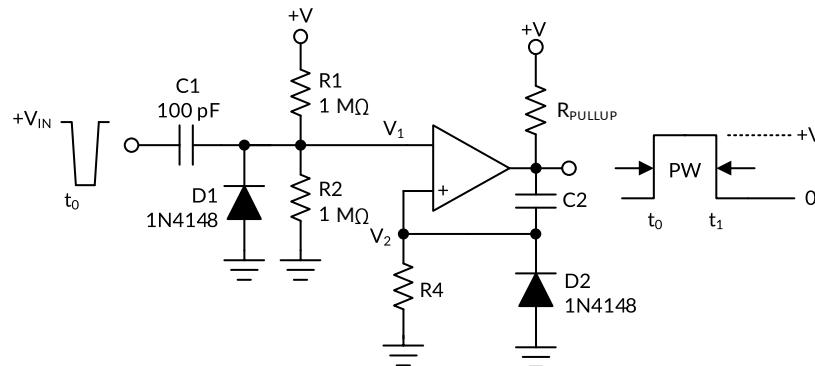 +V
+V
C1
100 pF
R1
1 MΩ
R_PULLUP
+V_IN
t_0
V_1
D1
1N4148
R2
1 MΩ
+
V_2
C2
R4
D2
1N4148
PW
+V
0
t_0
t_1